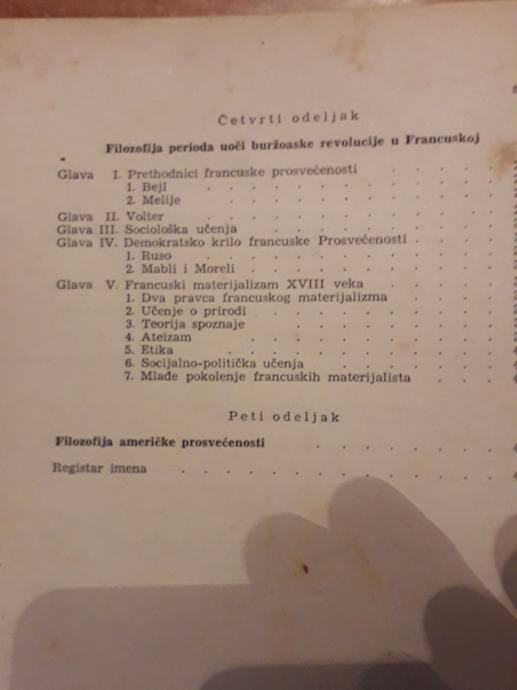 Četvrti odeljak
Filozofija perioda uoči buržoaske revolucije u Francuskoj
Glava I. Prethodnici francuske prosvećenosti . . . . . . .
1. Bejl . . . . . . . . . . . . .
2. Melije . . . . . . . . . . . .
Glava II. Volter . . . . . . . . . . . . .
Glava III. Sociološka učenja . . . . . . . . . .
Glava IV. Demokratsko krilo francuske Prosvećenosti . . . . .
1. Ruso . . . . . . . . . . . . .
2. Mabli i Moreli . . . . . . . . . .
Glava V. Francuski materijalizam XVIII veka . . . . . .
1. Dva pravca francuskog materijalizma . . . . .
2. Učenje o prirodi . . . . . . . . . .
3. Teorija spoznaje . . . . . . . . .
4. Ateizam . . . . . . . . . . .
5. Etika . . . . . . . . . . . .
6. Socijalno-politička učenja . . . . . . . .
7. Mlađe pokolenje francuskih materijalista . . . .
Peti odeljak
Filozofija američke prosvećenosti . . . . . . . .
Registar imena . . . . . . . . . . . . .